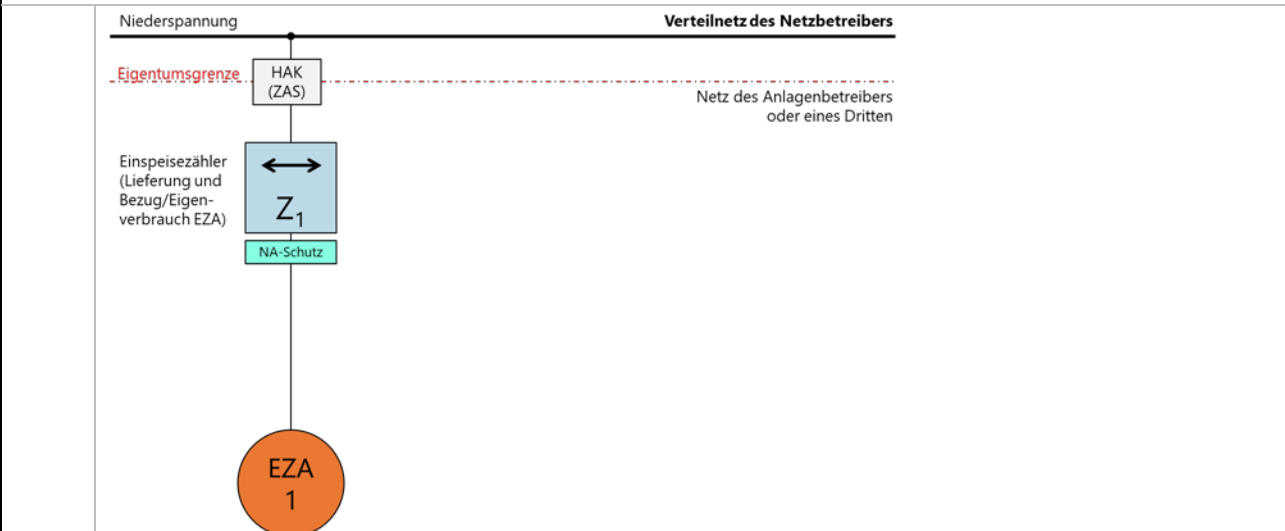 Niederspannung
Verteilnetz des Netzbetreibers
Eigentumsgrenze
HAK
(ZAS)
Netz des Anlagenbetreibers
oder eines Dritten
Einspeisezähler
(Lieferung und
Bezug/Eigen-
verbrauch EZA)
Z1
NA-Schutz
EZA
1